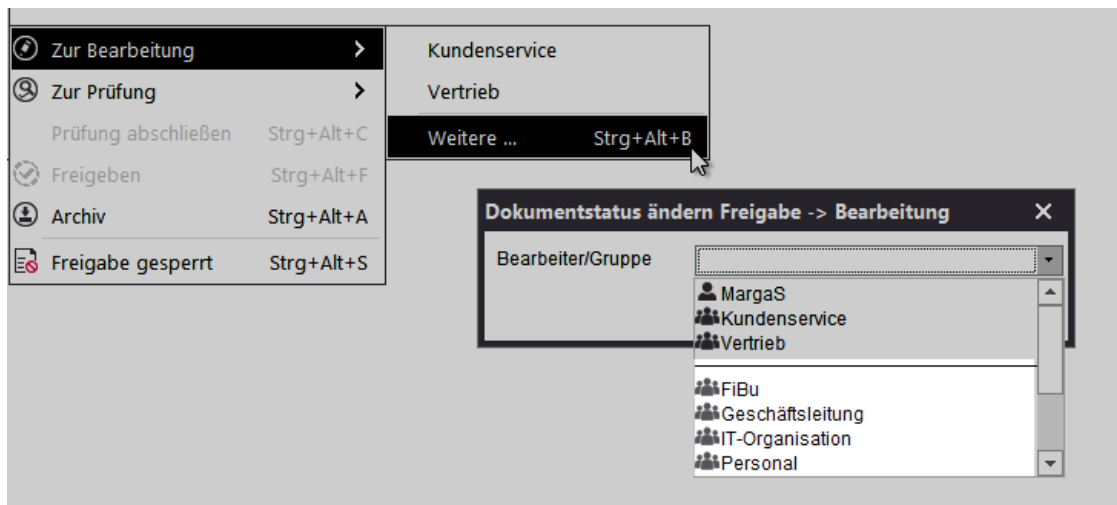 Zur Bearbeitung
Zur Prüfung
Prüfung abschließen Strg+Alt+C
Freigeben Strg+Alt+F
Archiv Strg+Alt+A
Freigabe gesperrt Strg+Alt+S
Kundenservice
Vertrieb
Weitere ... Strg+Alt+B
Dokumentstatus ändern Freigabe -> Bearbeitung
Bearbeiter/Gruppe
MargaS
Kundenservice
Vertrieb
FiBu
Geschäftsleitung
IT-Organisation
Personal